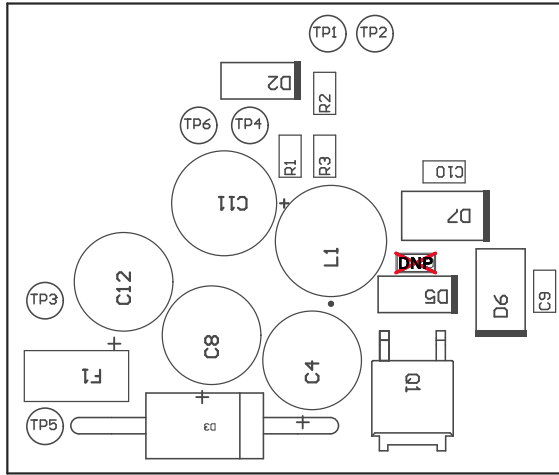 TP1
TP2
D2
R2
TP6
TP4
R1
R3
C10
C11
D7
L1
DNP
C12
TP3
D5
D6
C9
C8
C4
F1
Q1
TP5
D3